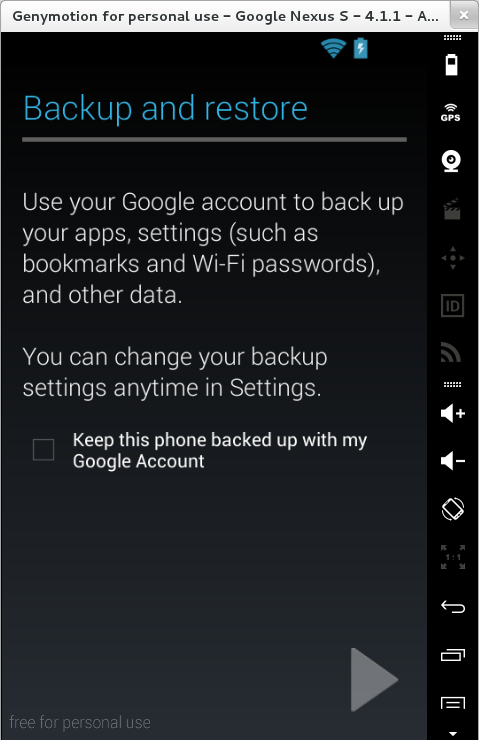 Genymotion for personal use – Google Nexus S – 4.1.1 – A...
Backup and restore
GPS
Use your Google account to back up
your apps, settings (such as
bookmarks and Wi-Fi passwords),
and other data.
ID
You can change your backup
settings anytime in Settings.
Keep this phone backed up with my
Google Account
1:1
free for personal use